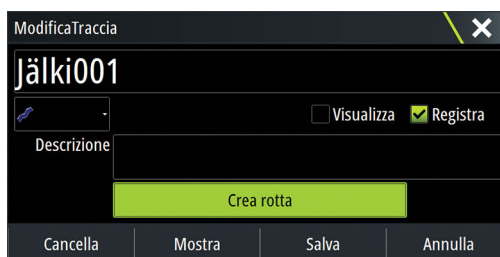 ModificaTraccia
Jälki001
Visualizza Registra
Descrizione
Crea rotta
Cancella Mostra Salva Annulla